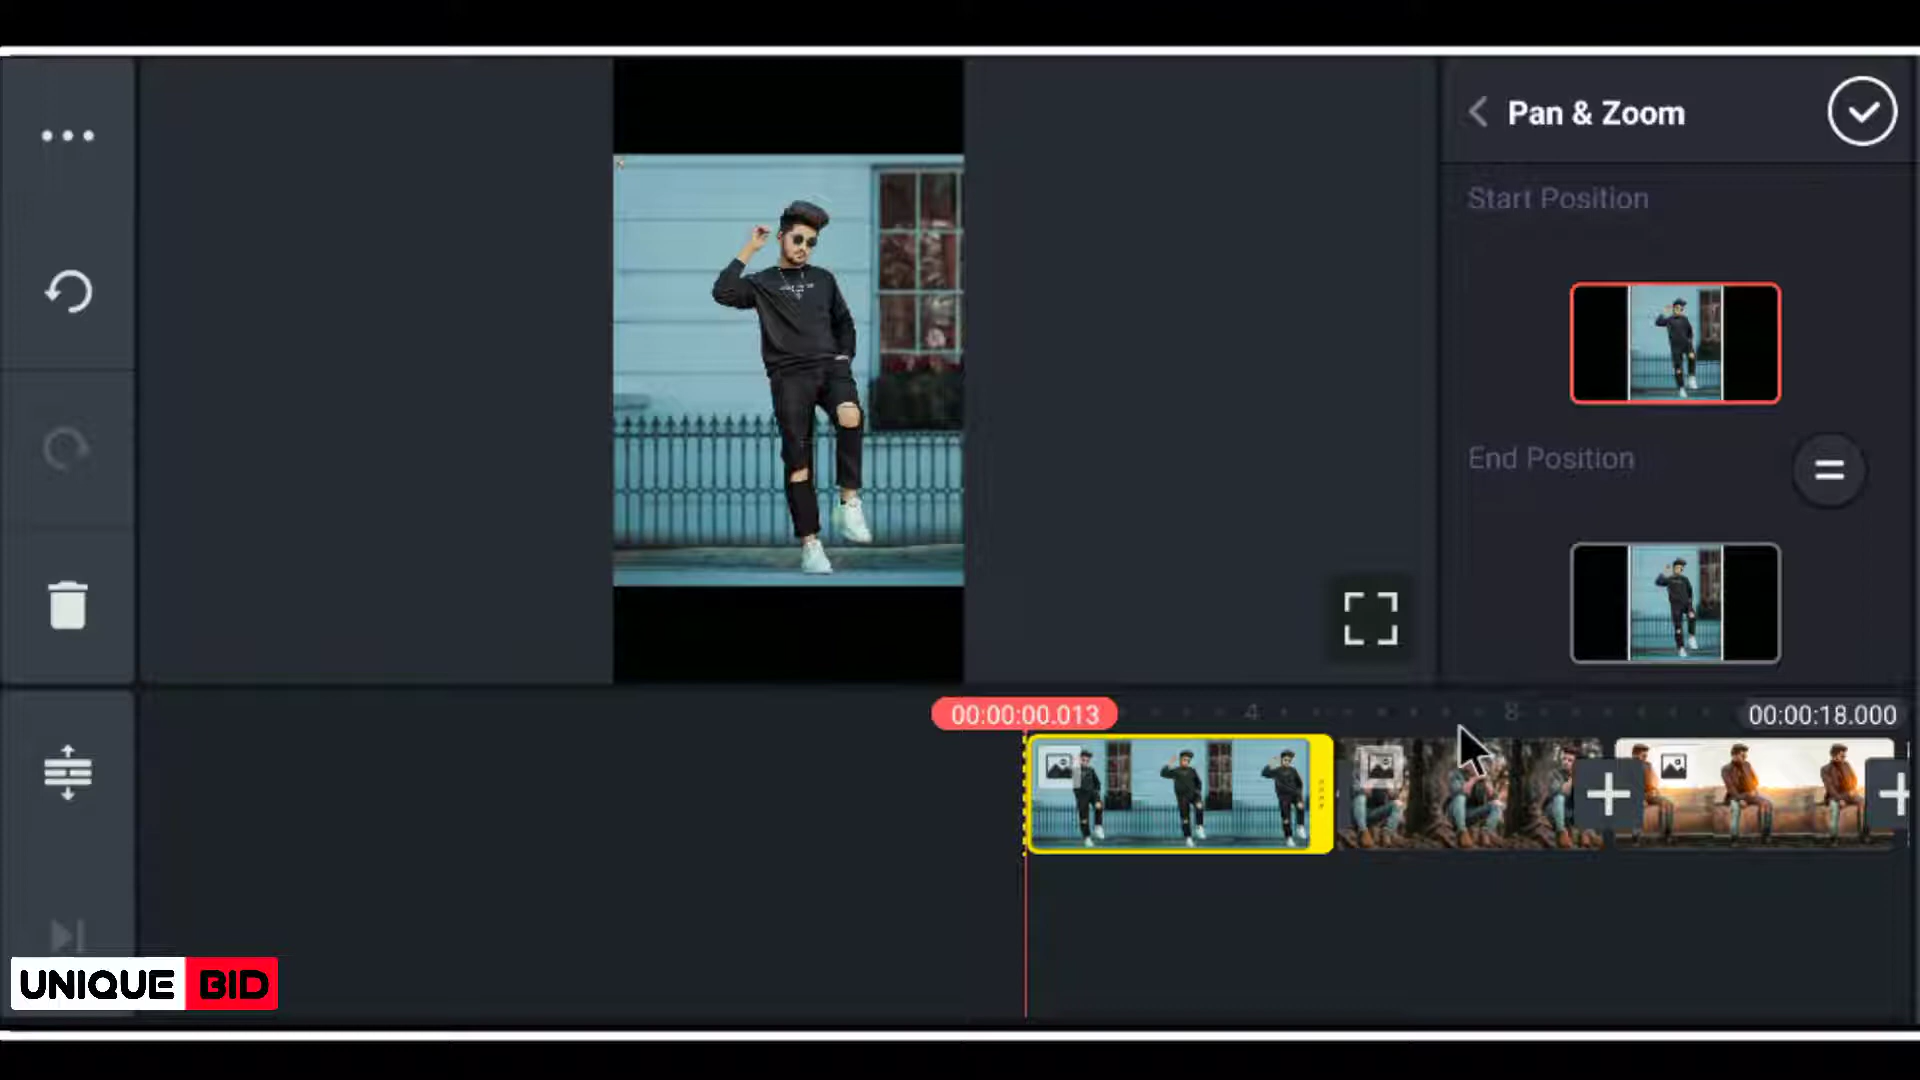 Pan & Zoom
Start Position
End Position
00:00:00.013
4
8
00:00:18.000
UNIQUE BID